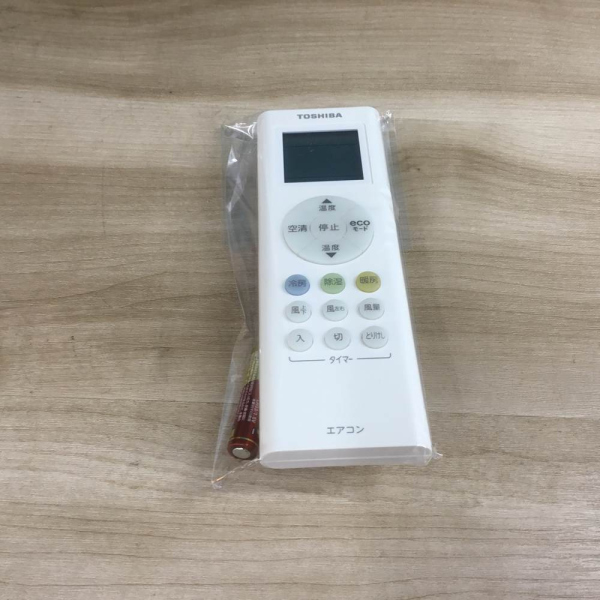 TOSHIBA
温度
空清 停止 eco モード
温度
冷房 除湿 暖房
風 風 風量
入 切 とりけし
タイマー
エアコン